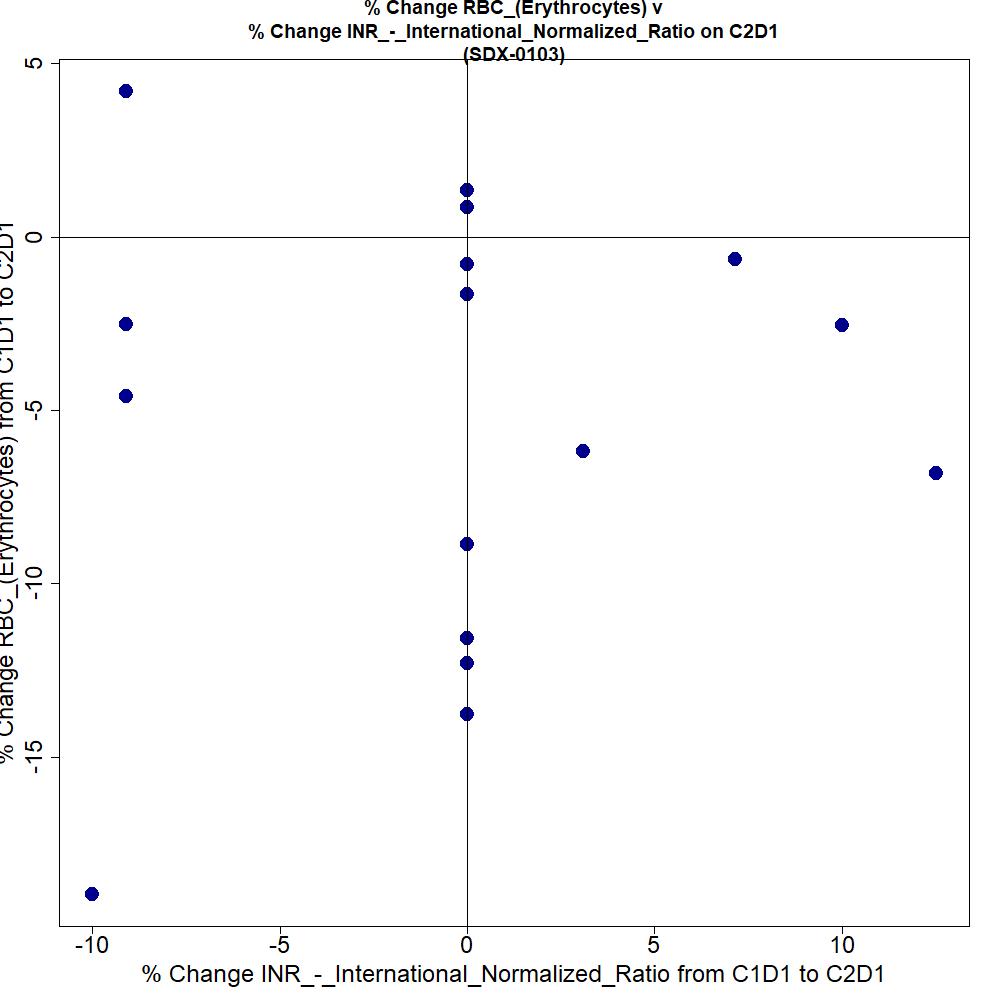 % Change RBC_(Erythrocytes) v
% Change INR_-_International_Normalized_Ratio on C2D1
(SDX-0103)
% Change RBC_(Erythrocytes) from C1D1 to C2D1
5
0
-5
-10
-15
-10
-5
0
5
10
% Change INR_-_International_Normalized_Ratio from C1D1 to C2D1